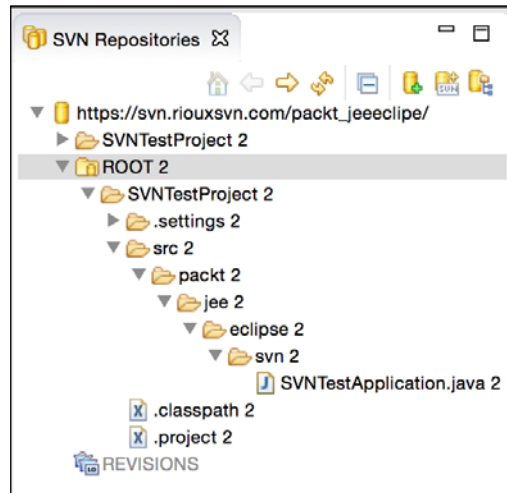 SVN Repositories
https://svn.riouxsvn.com/packt_jeeeclipe/
SVNTestProject 2
ROOT 2
SVNTestProject 2
.settings 2
src 2
packt 2
jee 2
eclipse 2
svn 2
SVNTestApplication.java 2
.classpath 2
.project 2
REVISIONS